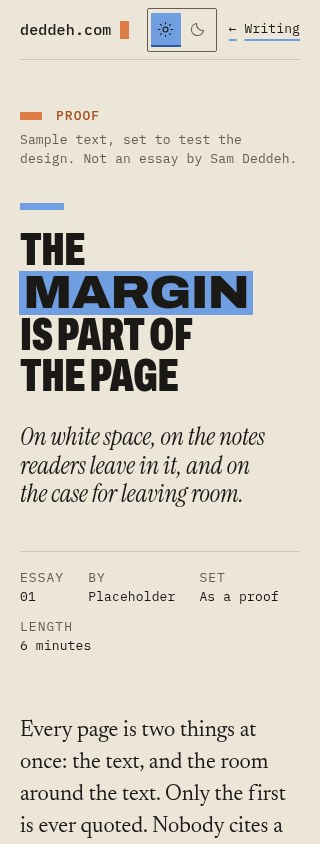 deddeh.com
← Writing
PROOF
Sample text, set to test the
design. Not an essay by Sam Deddeh.
THE
MARGIN
IS PART OF
THE PAGE
On white space, on the notes
readers leave in it, and on
the case for leaving room.
ESSAY BY SET
01 Placeholder As a proof
LENGTH
6 minutes
Every page is two things at
once: the text, and the room
around the text. Only the first
is ever quoted. Nobody cites a